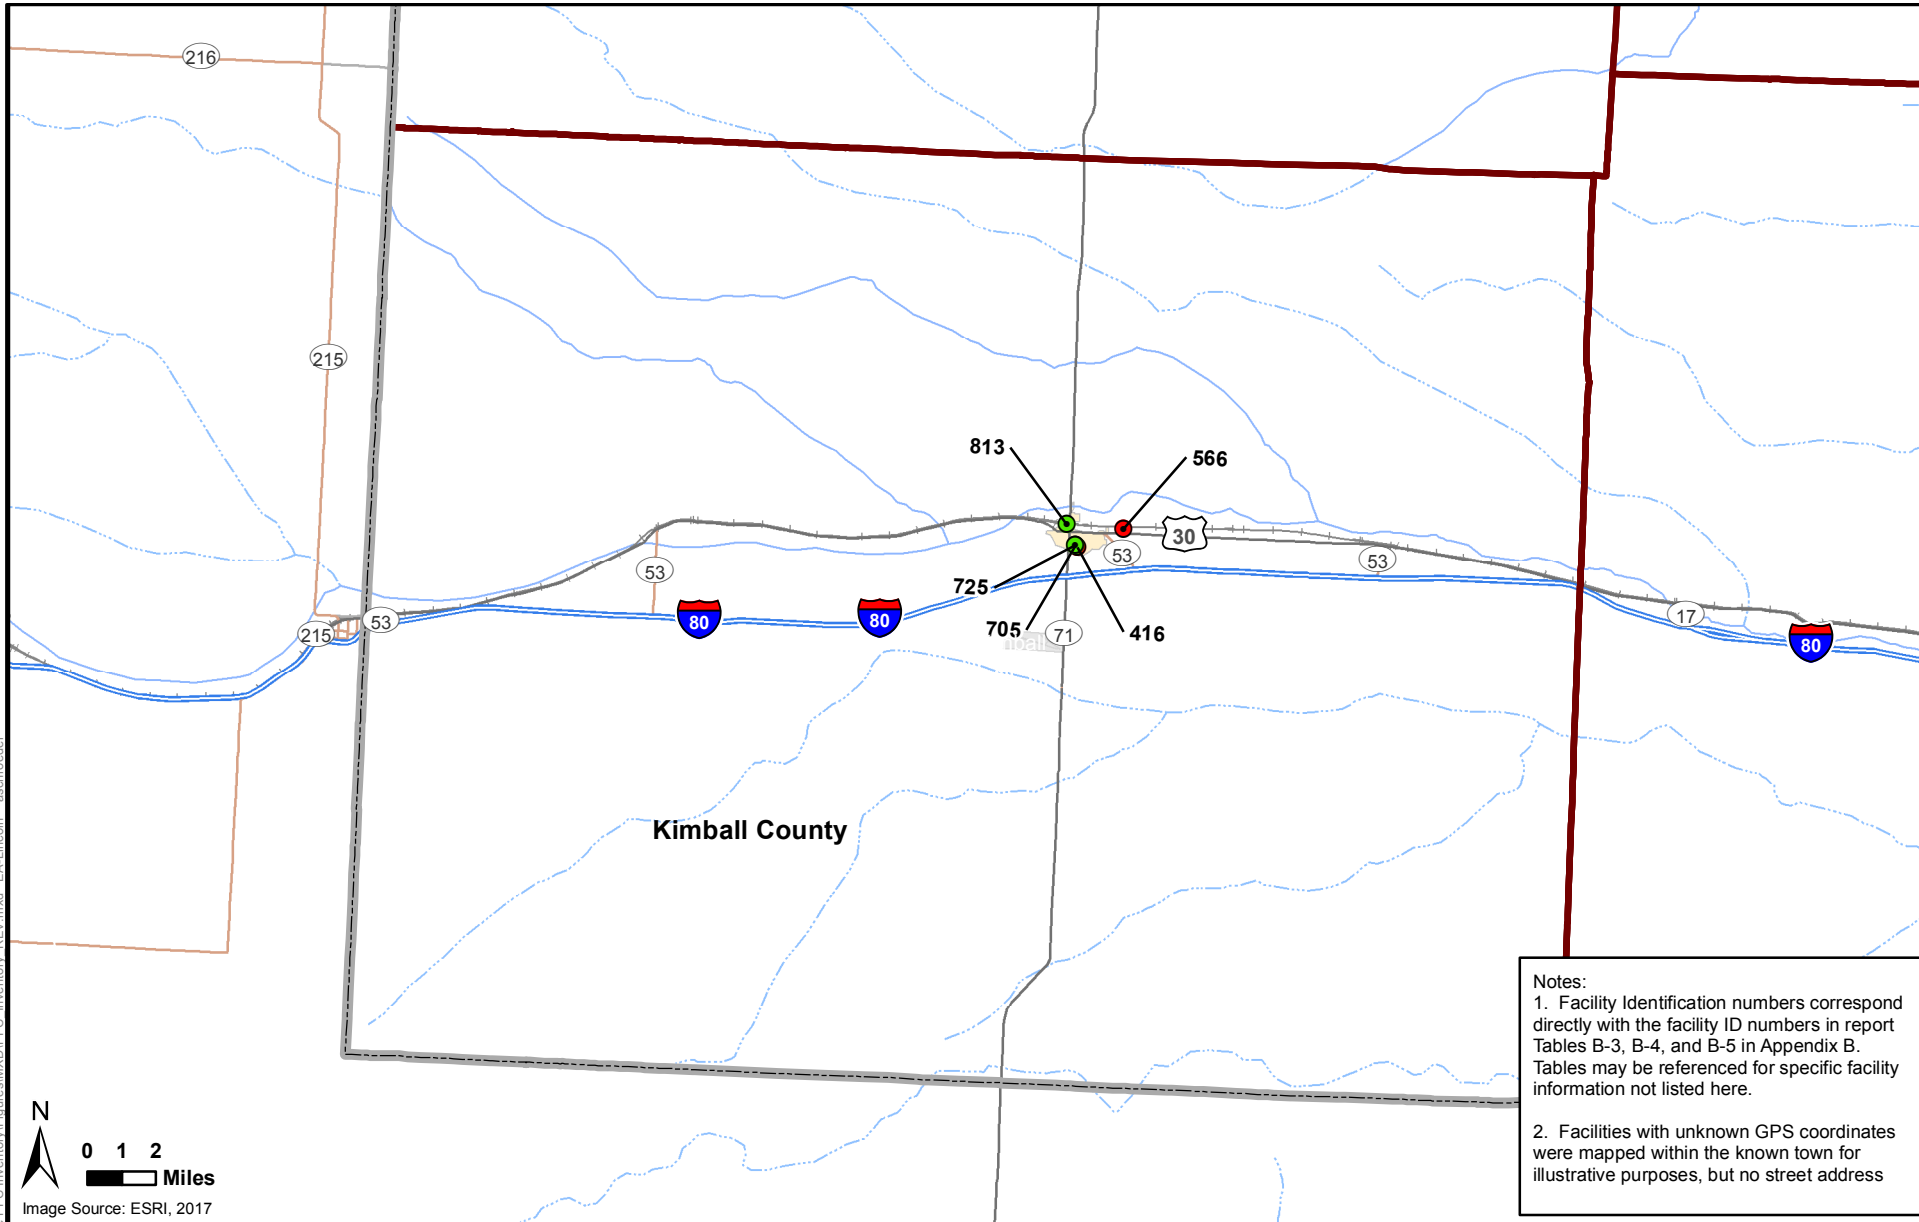 216
215
813
566
30
53
53
53
725
80
80
53
215
705
71
416
17
80
Kimball County
Notes:
1. Facility Identification numbers correspond
directly with the facility ID numbers in report
Tables B-3, B-4, and B-5 in Appendix B.
Tables may be referenced for specific facility
information not listed here.
2. Facilities with unknown GPS coordinates
were mapped within the known town for
illustrative purposes, but no street address
N
0 1 2
Miles
Image Source: ESRI, 2017